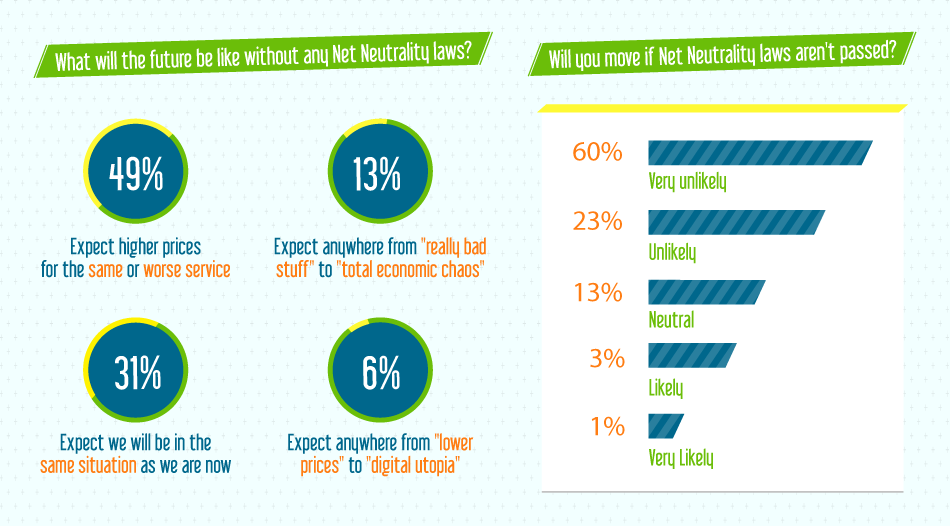 What will the future be like without any Net Neutrality laws?
49%
Expect higher prices
for the same or worse service
13%
Expect anywhere from "really bad
stuff" to "total economic chaos"
31%
Expect we will be in the
same situation as we are now
6%
Expect anywhere from "lower
prices" to "digital utopia"
Will you move if Net Neutrality laws aren't passed?
60%
Very unlikely
23%
Unlikely
13%
Neutral
3%
Likely
1%
Very Likely